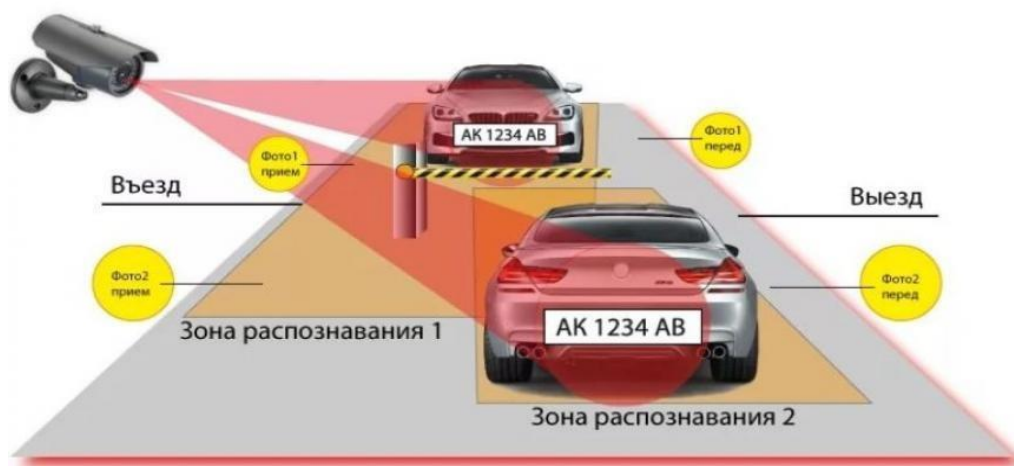 АК 1234 АВ
Фото1
перед
Фото1
прием
Въезд
Выезд
Фото2
прием
Фото2
перед
АК 1234 АВ
Зона распознавания 1
Зона распознавания 2